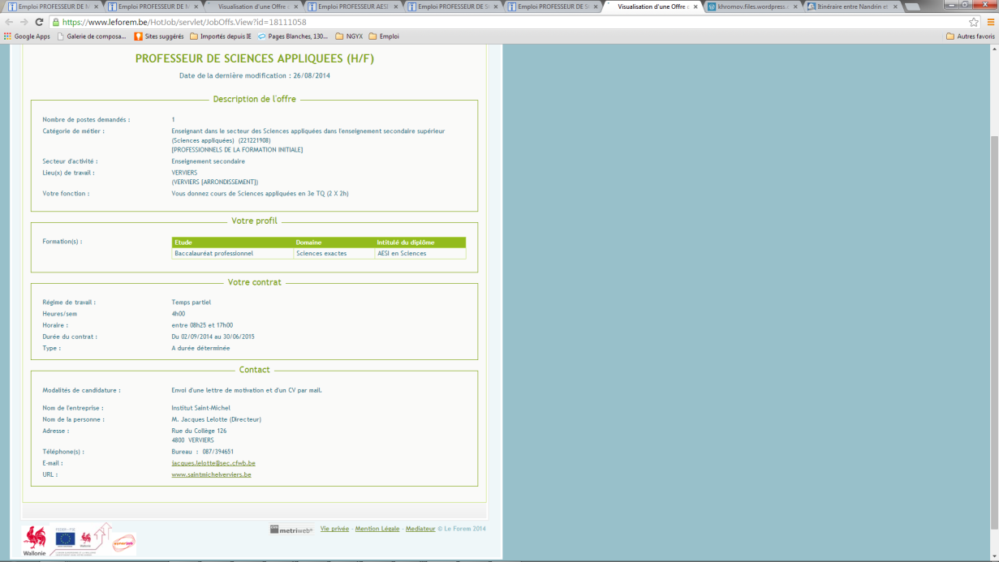 Emploi PROFESSEUR DE M
Emploi PROFESSEUR DE M
Visualisation d'une Offre
Emploi PROFESSEUR AESI
Emploi PROFESSEUR DE S
Emploi PROFESSEUR DE S
Visualisation d'une Offre
khromov.files.wordpress.
Itinéraire entre Nandrin et
https://www.leforem.be/HotJob/servlet/JobOffs.View?id=18111058
Google Apps
Galerie de composa...
Sites suggérés
Importés depuis IE
Pages Blanches, 130...
NGYX
Emploi
Autres favoris
PROFESSEUR DE SCIENCES APPLIQUEES (H/F)
Date de la dernière modification : 26/08/2014
Description de l'offre
Nombre de postes demandés : 1
Catégorie de métier : Enseignant dans le secteur des Sciences appliquées dans l'enseignement secondaire supérieur
(Sciences appliquées) (221221908)
[PROFESSIONNELS DE LA FORMATION INITIALE]
Secteur d'activité : Enseignement secondaire
Lieu(x) de travail : VERVIERS
(VERVIERS [ARRONDISSEMENT])
Votre fonction : Vous donnez cours de Sciences appliquées en 3e TQ (2 X 2h)
Votre profil
Formation(s) :
Etude Domaine Intitulé du diplôme
Baccalauréat professionnel Sciences exactes AESI en Sciences
Votre contrat
Régime de travail : Temps partiel
Heures/sem 4h00
Horaire : entre 08h25 et 17h00
Durée du contrat : Du 02/09/2014 au 30/06/2015
Type : A durée déterminée
Contact
Modalités de candidature : Envoi d'une lettre de motivation et d'un CV par mail.
Nom de l'entreprise : Institut Saint-Michel
Nom de la personne : M. Jacques Lelotte (Directeur)
Adresse : Rue du Collège 126
4800 VERVIERS
Téléphone(s) : Bureau : 087/394651
E-mail : jacques.lelotte@sec.cfwb.be
URL : www.saintmichelverviers.be
metriweb® Vie privée - Mention Légale - Mediateur © Le Forem 2014
Wallonie